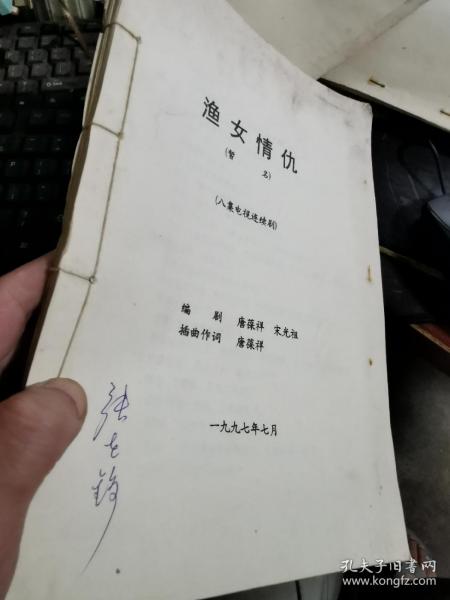 渔女情仇
(暂名)
(八集电视连续剧)
编剧 唐葆祥 宋光祖
插曲作词 唐葆祥
一九九七年七月
张
孔夫子旧书网
www.kongfz.com